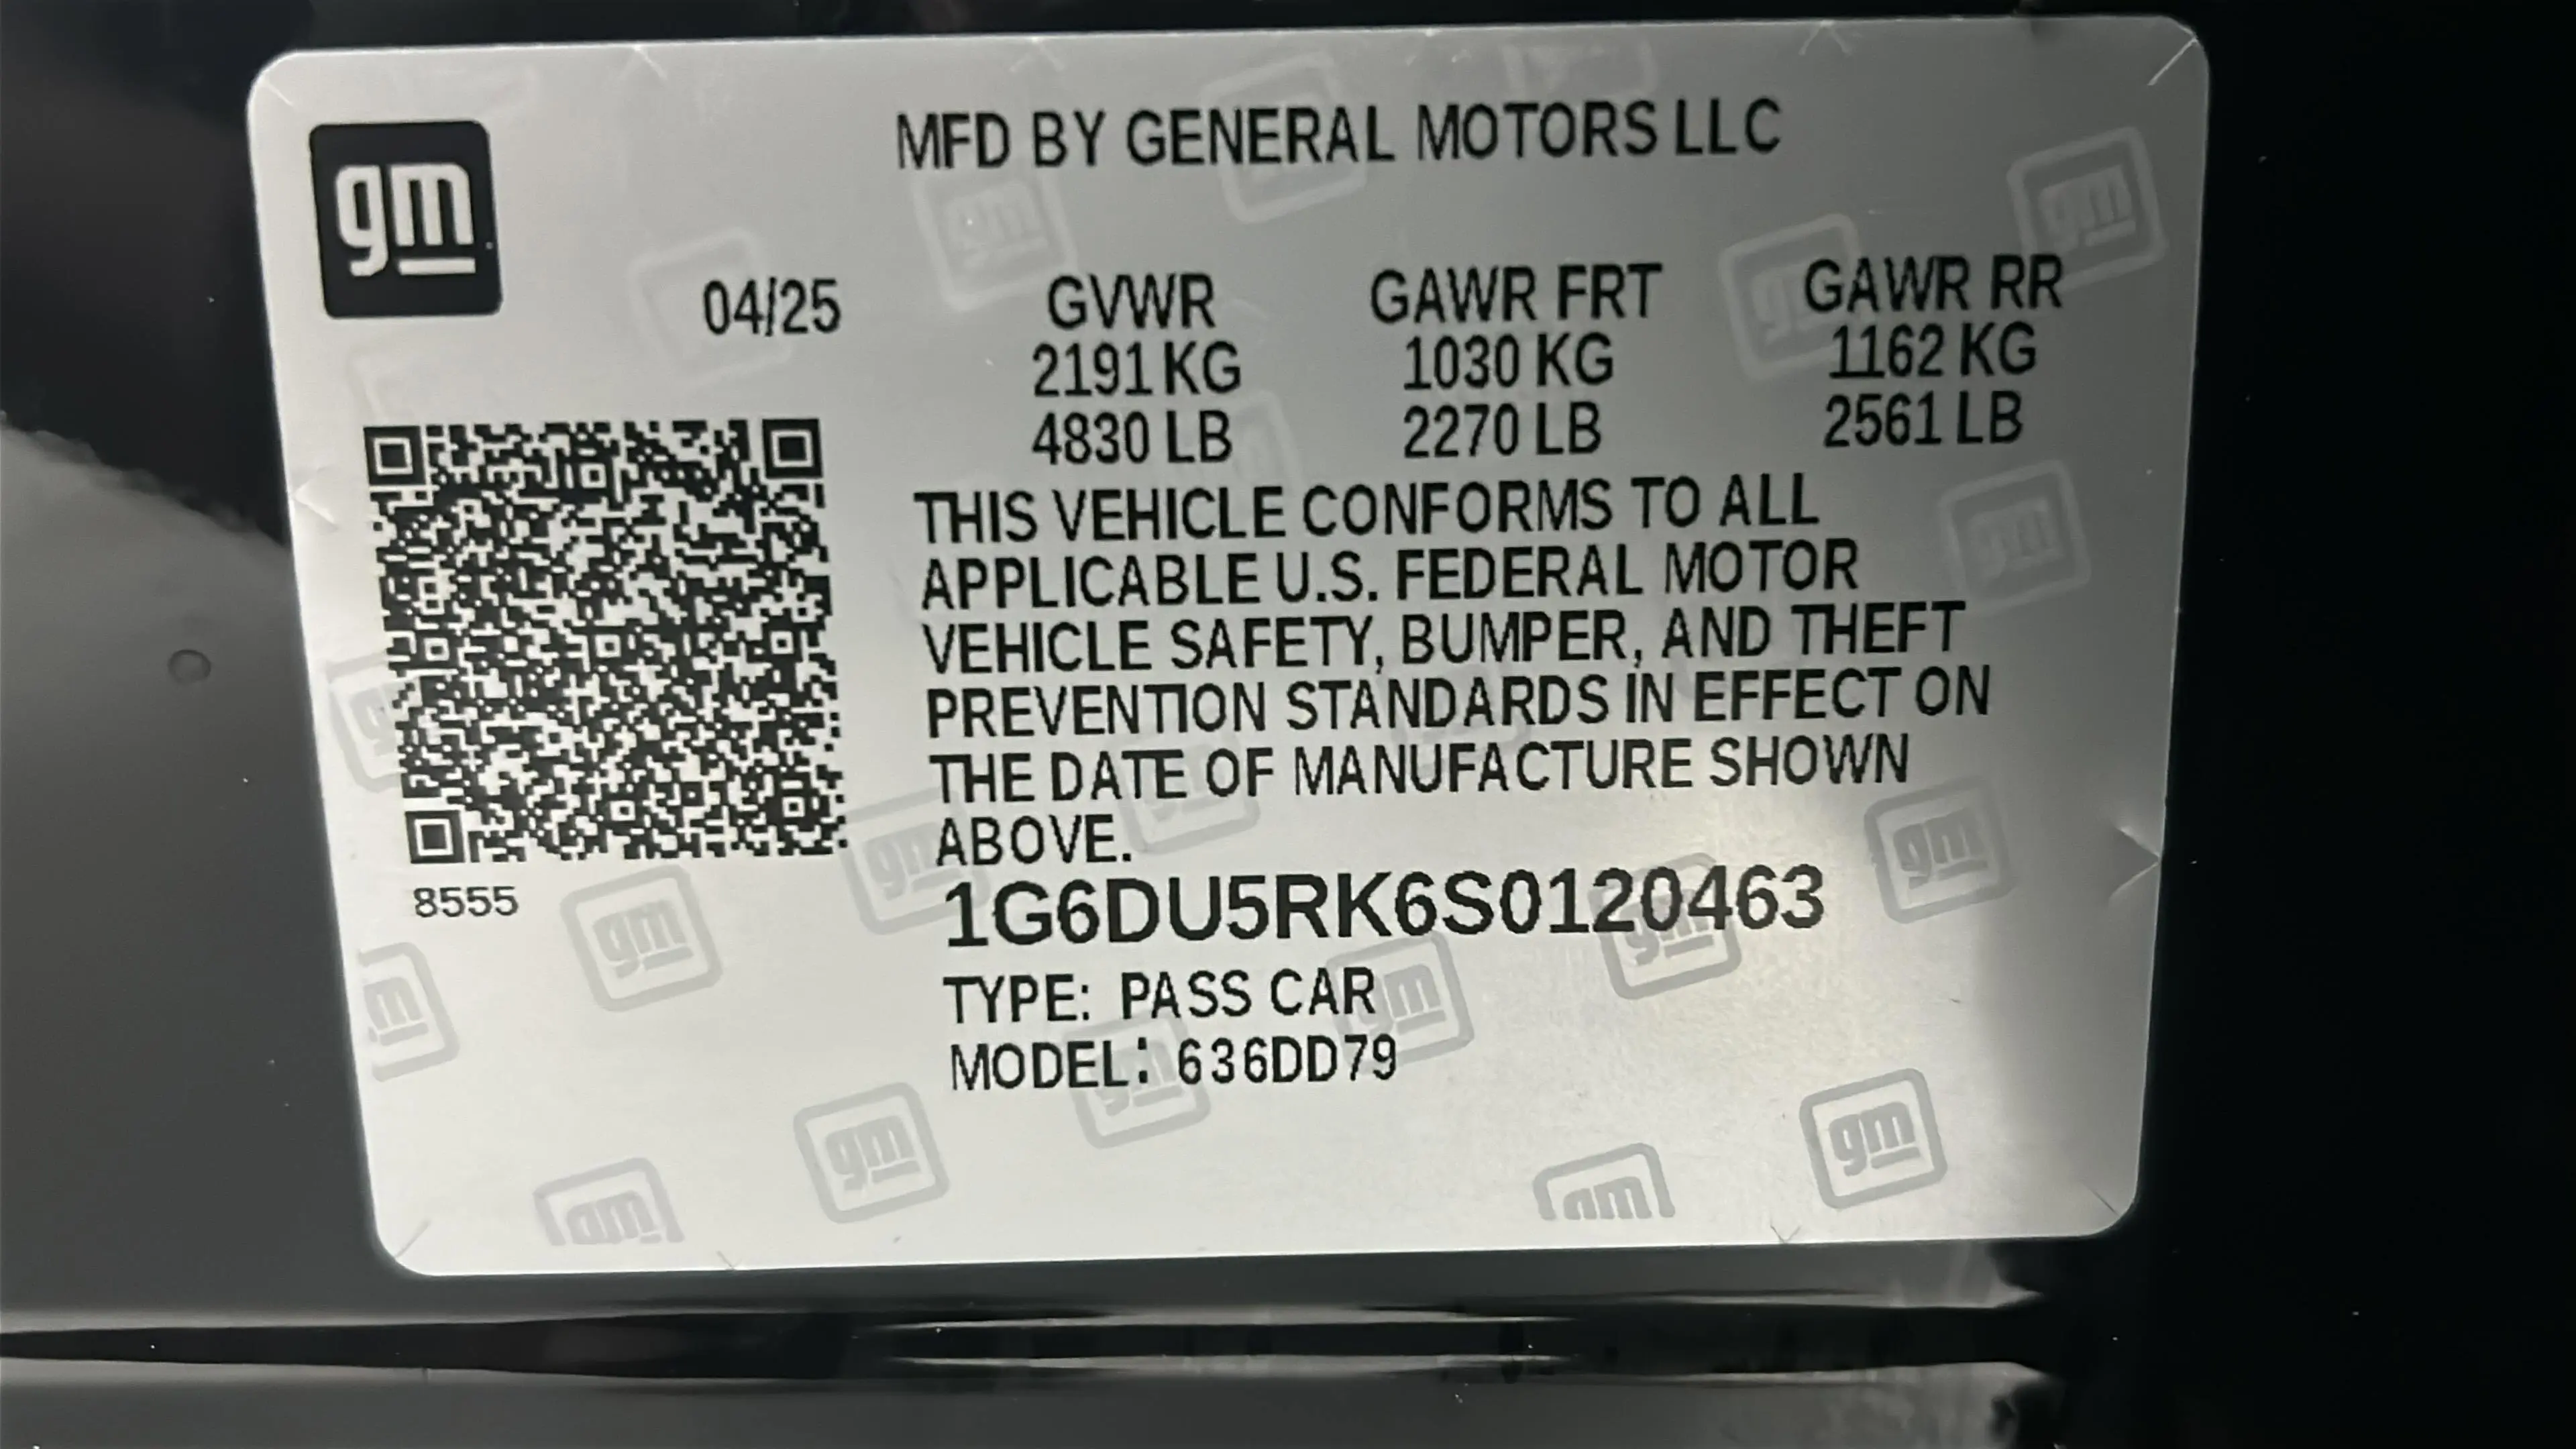 gm
MFD BY GENERAL MOTORS LLC
04/25 GVWR GAWR FRT GAWR RR
2191 KG 1030 KG 1162 KG
4830 LB 2270 LB 2561 LB
THIS VEHICLE CONFORMS TO ALL
APPLICABLE U.S. FEDERAL MOTOR
VEHICLE SAFETY, BUMPER, AND THEFT
PREVENTION STANDARDS IN EFFECT ON
THE DATE OF MANUFACTURE SHOWN
ABOVE.
8555
1G6DU5RK6S0120463
TYPE: PASS CAR
MODEL: 636DD79